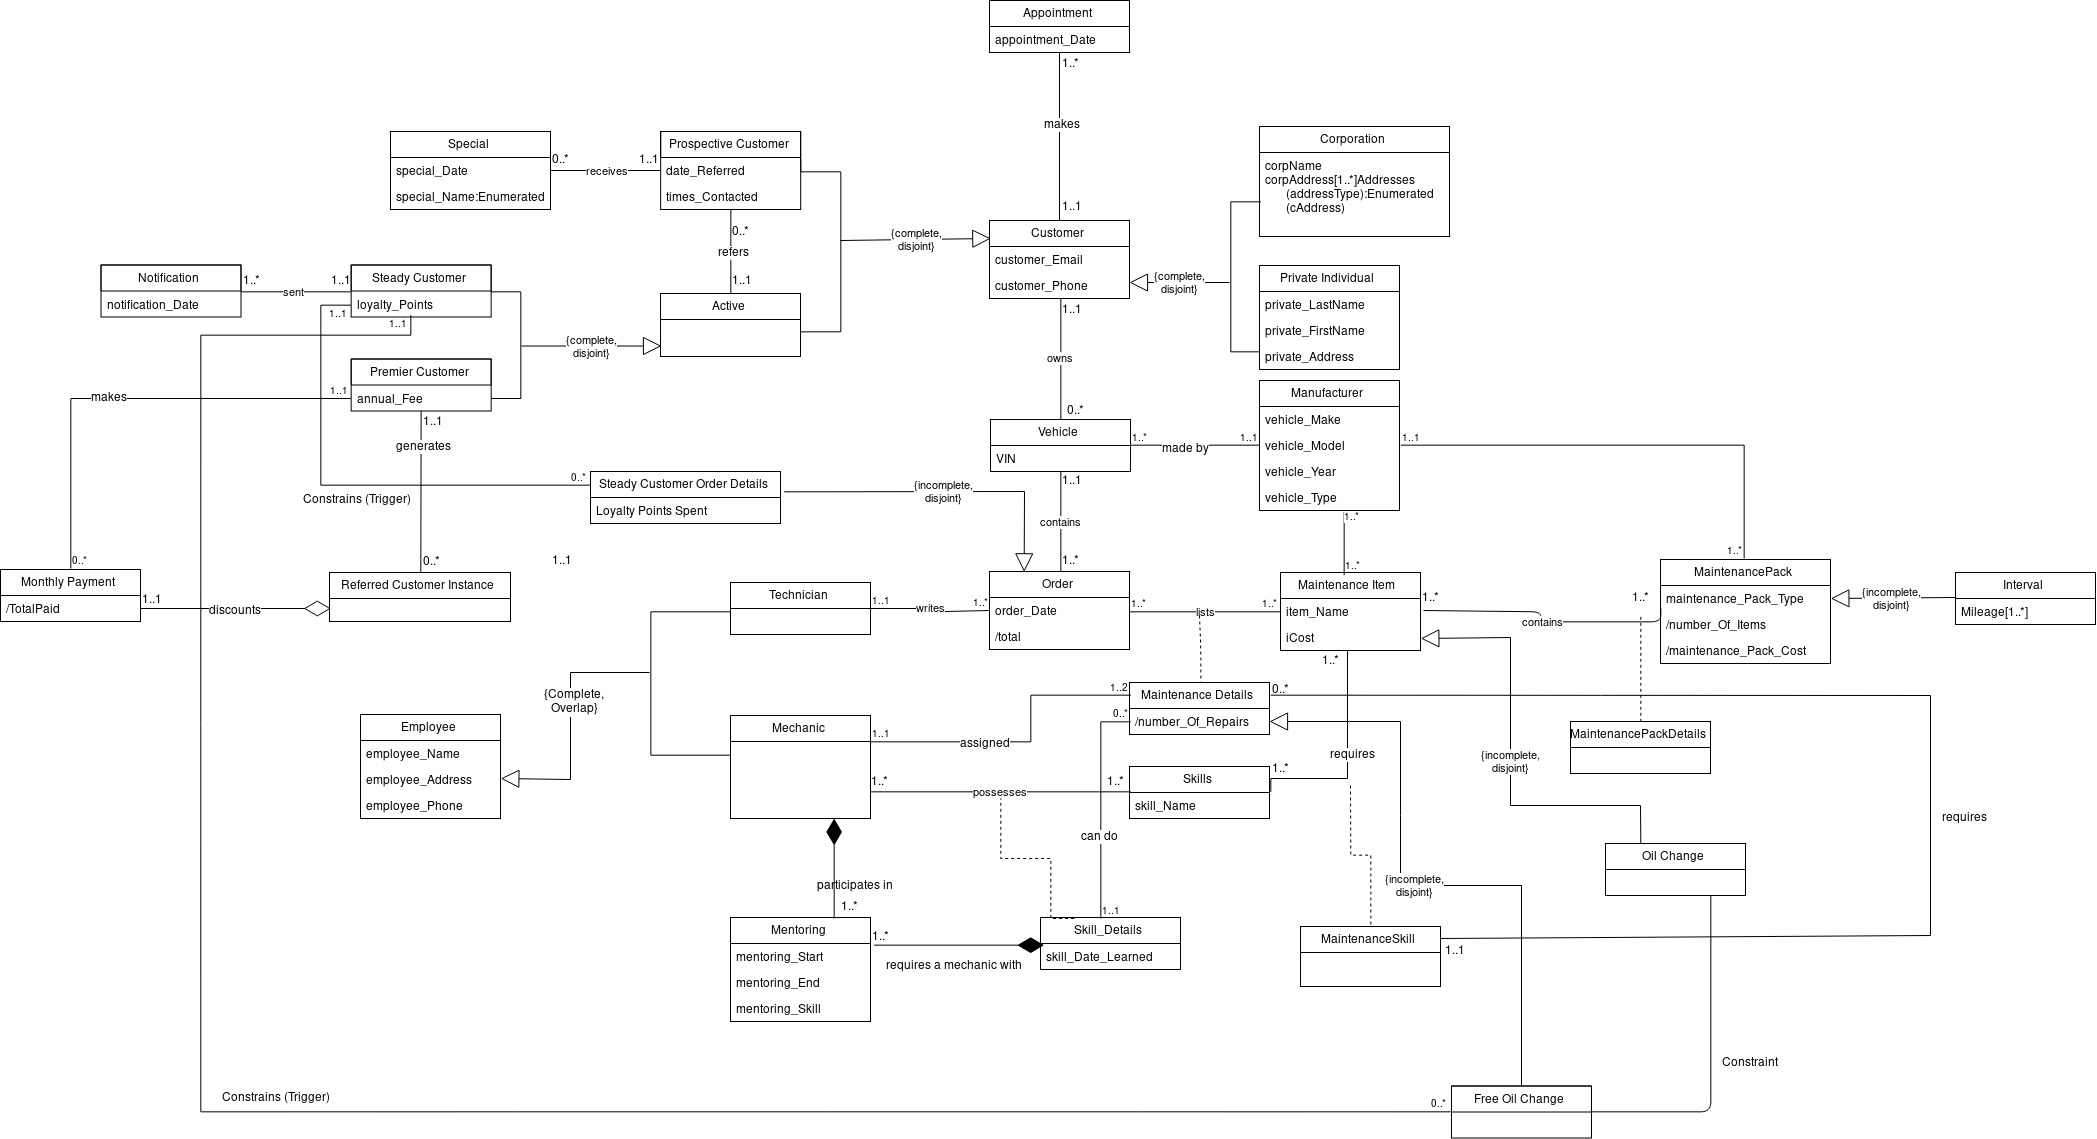 Appointment
appointment_Date
1..*
makes
1..1
Special
special_Date
special_Name:Enumerated
0..*
receives
1..1
Prospective Customer
date_Referred
times_Contacted
0..*
refers
1..1
Active
{complete,
disjoint}
Customer
customer_Email
customer_Phone
{complete,
disjoint}
Corporation
corpName
corpAddress[1..*]Addresses
(addressType):Enumerated
(cAddress)
Private Individual
private_LastName
private_FirstName
private_Address
Notification
notification_Date
1..*
sent
1..1
Steady Customer
loyalty_Points
1..1
1..1
{complete,
disjoint}
Premier Customer
annual_Fee
makes
1..1
1..1
generates
1..1
owns
0..*
Vehicle
VIN
1..*
made by
1..1
Manufacturer
vehicle_Make
vehicle_Model
vehicle_Year
vehicle_Type
1..1
Constrains (Trigger)
0..*
Steady Customer Order Details
Loyalty Points Spent
{incomplete,
disjoint}
1..1
contains
1..*
1..*
1..*
1..*
0..*
0..*
1..1
Monthly Payment
/TotalPaid
1..1
discounts
Referred Customer Instance
Technician
1..1
writes
1..*
Order
order_Date
/total
1..*
lists
1..*
Maintenance Item
item_Name
iCost
1..*
contains
1..*
MaintenancePack
maintenance_Pack_Type
/number_Of_Items
/maintenance_Pack_Cost
{incomplete,
disjoint}
Interval
Mileage[1..*]
{Complete,
Overlap}
Employee
employee_Name
employee_Address
employee_Phone
Mechanic
1..1
assigned
1..2
0..*
Maintenance Details
/number_Of_Repairs
0..*
1..*
requires
1..*
MaintenancePackDetails
{incomplete,
disjoint}
1..*
possesses
1..*
Skills
skill_Name
requires
can do
Oil Change
{incomplete,
disjoint}
participates in
1..*
Mentoring
mentoring_Start
mentoring_End
mentoring_Skill
1..*
requires a mechanic with
1..1
Skill_Details
skill_Date_Learned
MaintenanceSkill
1..1
Constraint
Constrains (Trigger)
0..*
Free Oil Change